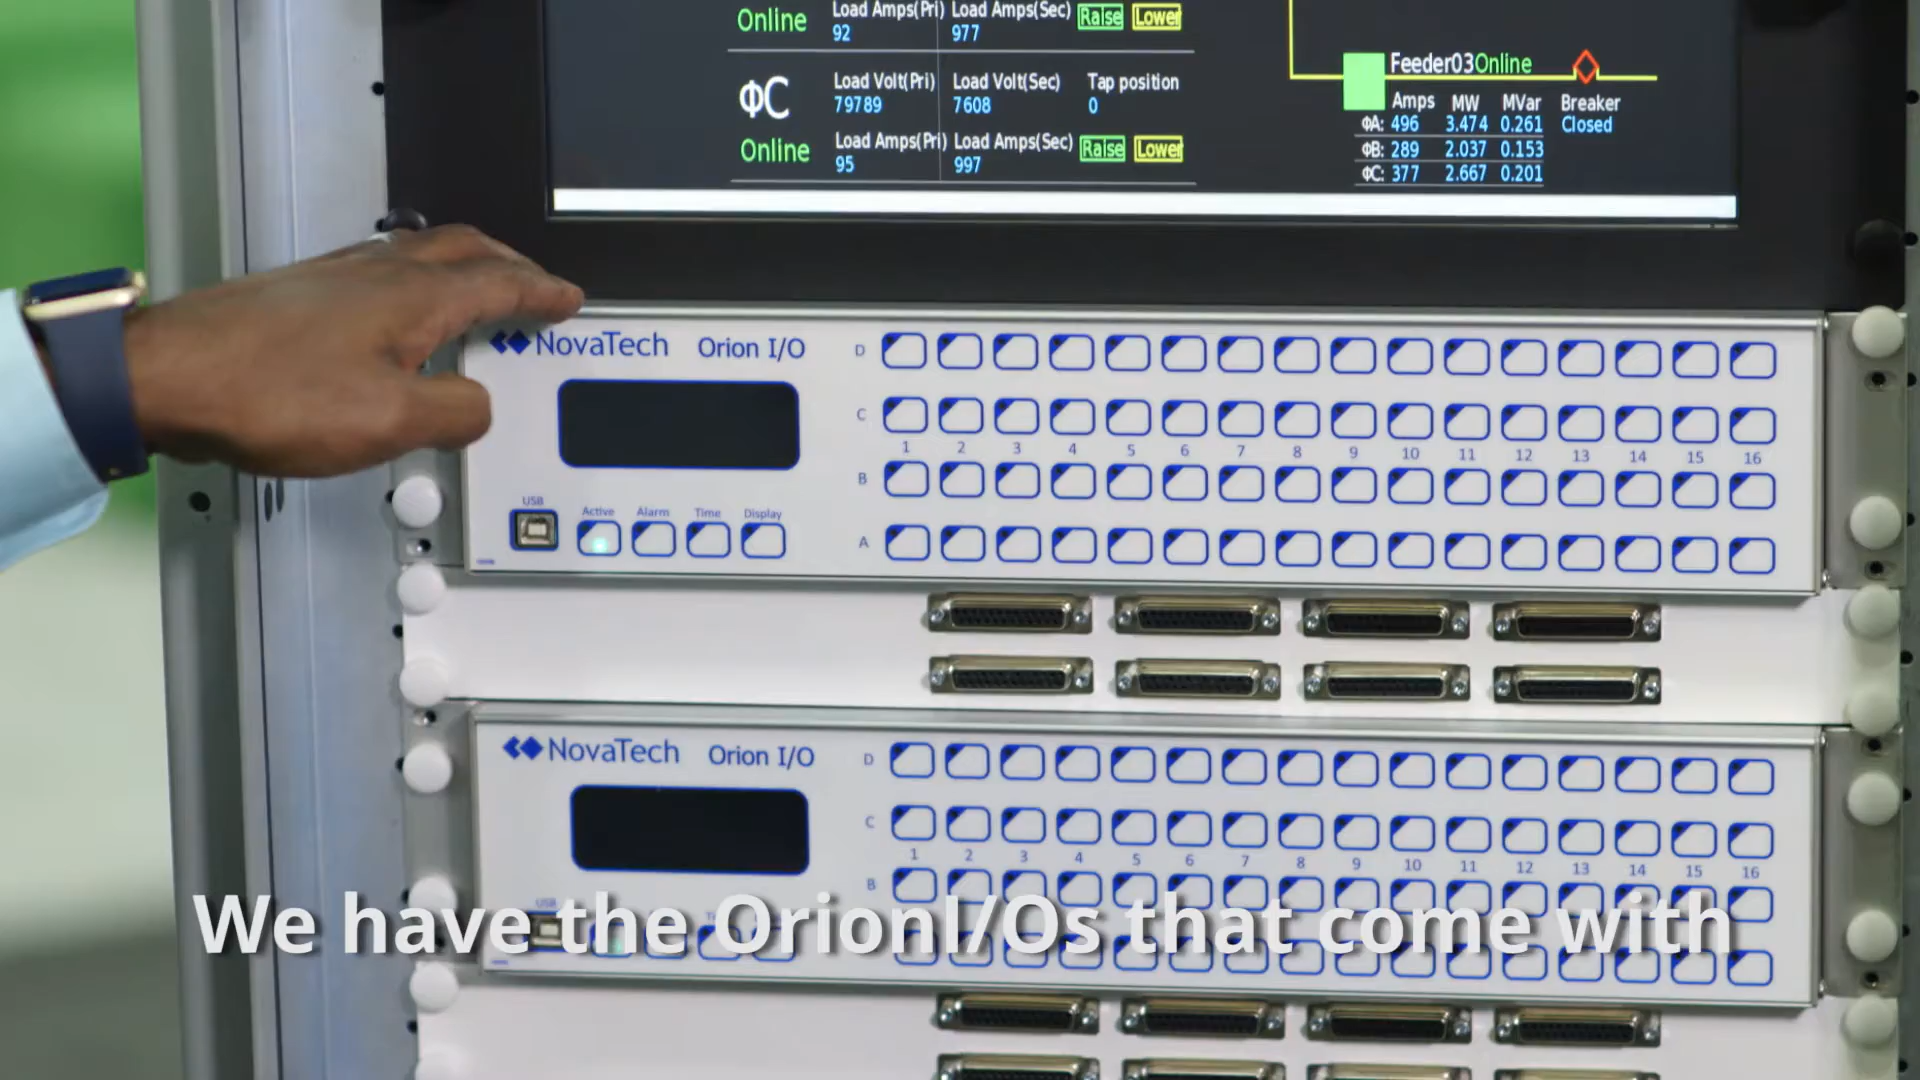 Online
Load Amps(Pri) Load Amps(Sec) Raise Lower
92 977
ΦC
Load Volt(Pri) Load Volt(Sec) Tap position
79789 7608 0
Online
Load Amps(Pri) Load Amps(Sec) Raise Lower
95 997
Feeder03 Online
Amps MW MVar Breaker
ΦA: 496 3.474 0.261 Closed
ΦB: 289 2.037 0.153
ΦC: 377 2.667 0.201
NovaTech Orion I/O
D
C
1 2 3 4 5 6 7 8 9 10 11 12 13 14 15 16
B
USB Active Alarm Time Display
A
NovaTech Orion I/O
D
C
1 2 3 4 5 6 7 8 9 10 11 12 13 14 15 16
B
USB
We have the OrionI/Os that come with